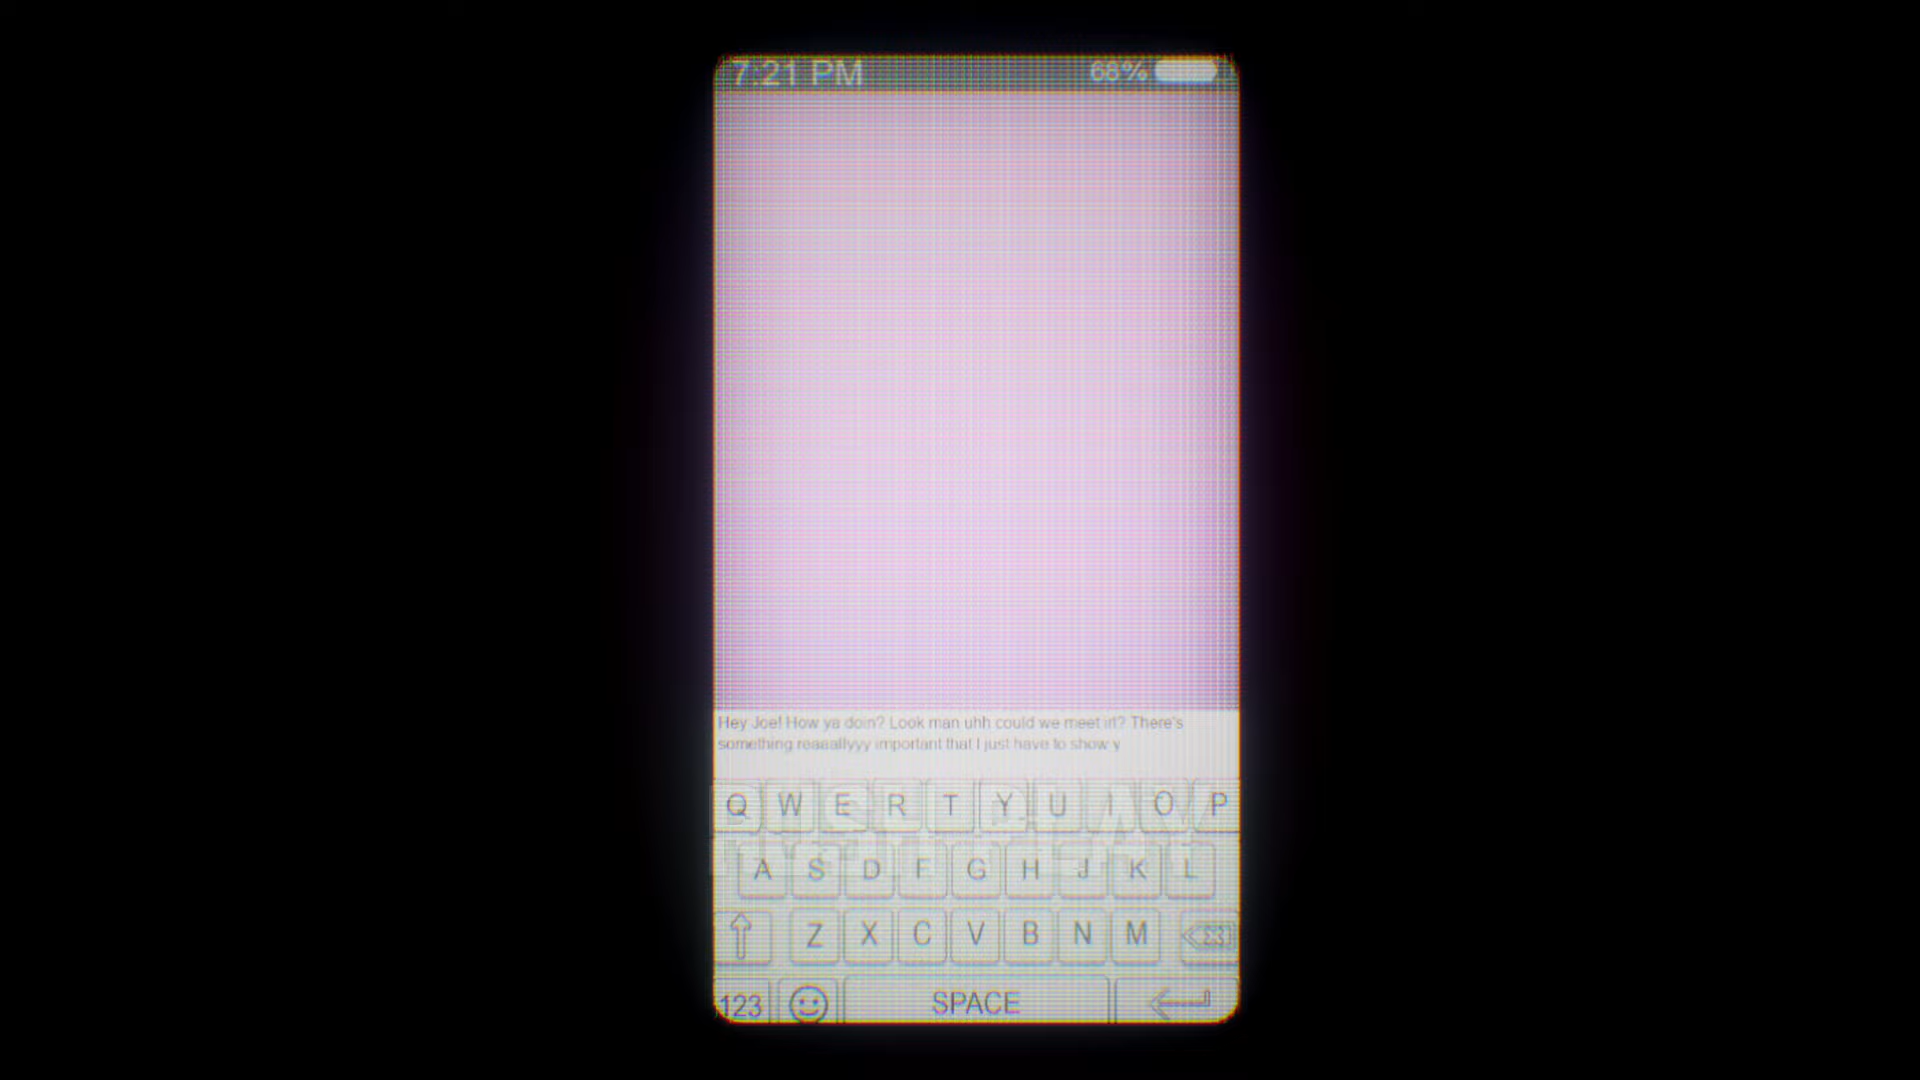 7:21 PM 68%
Hey Joe! How ya doin? Look man uhh could we meet irl? There's
something reaaallyyy important that I just have to show y
Q W E R T Y U I O P
A S D F G H J K L
Z X C V B N M
123 SPACE